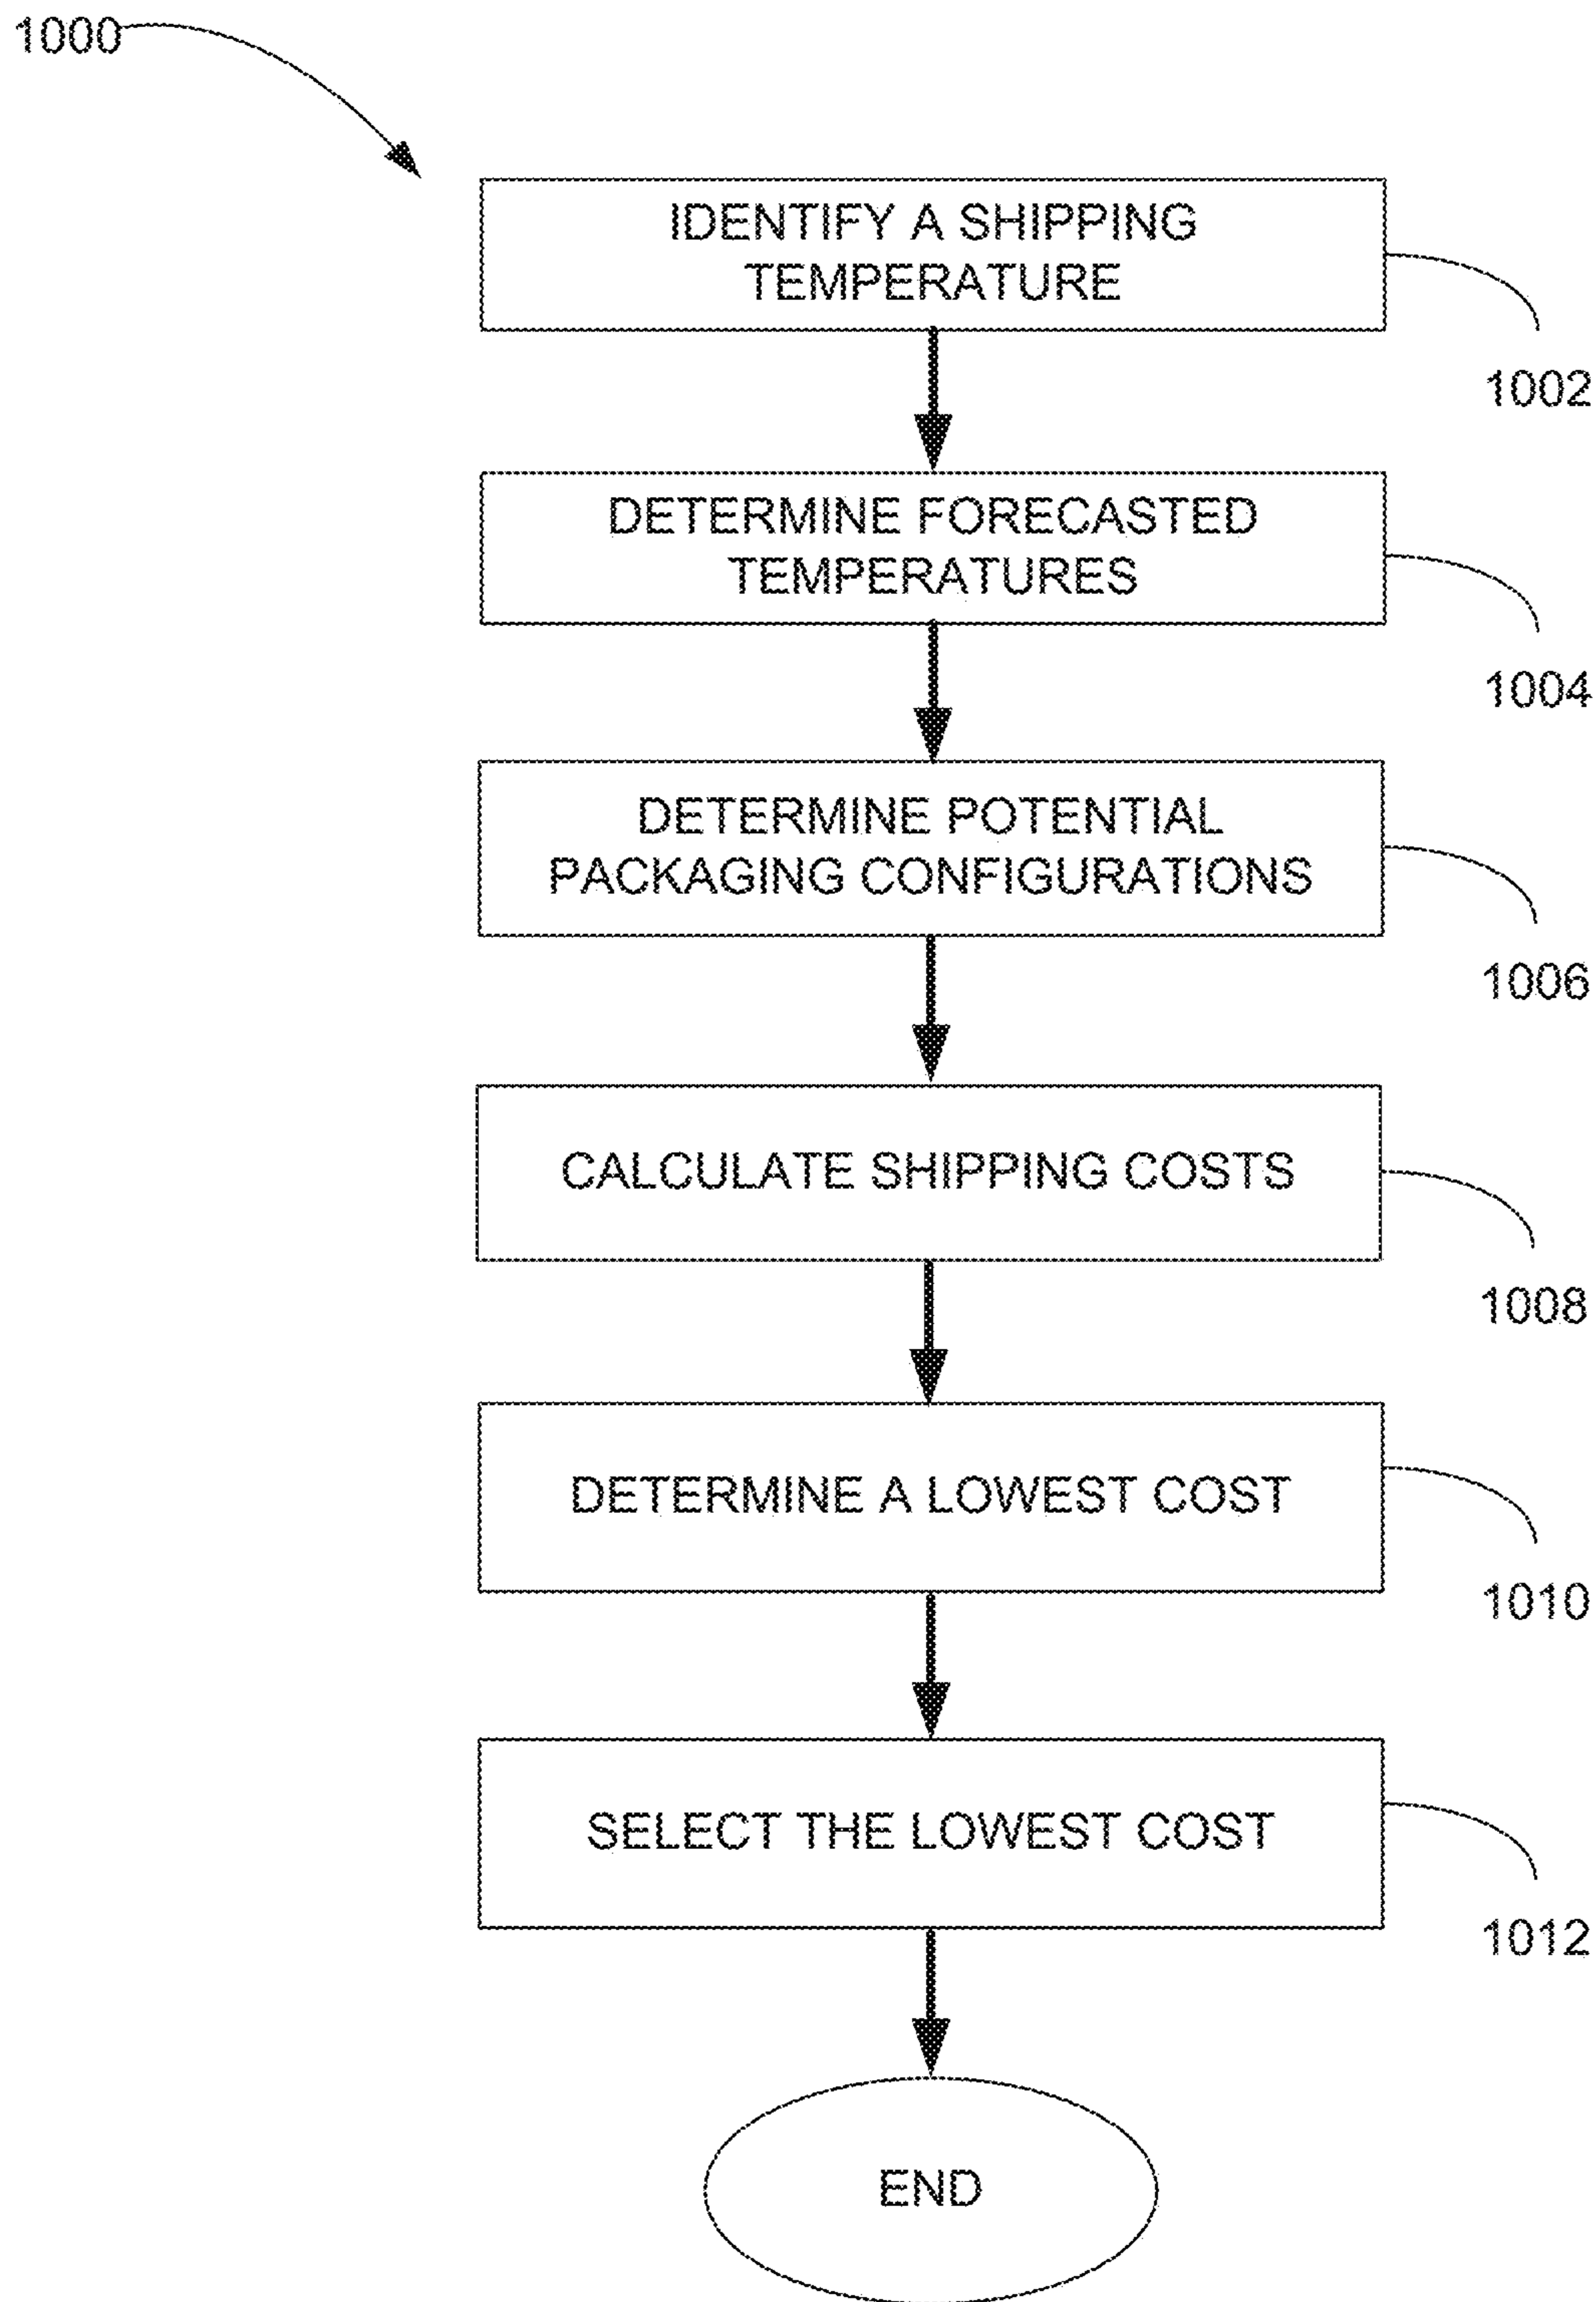 1000
IDENTIFY A SHIPPING
TEMPERATURE
1002
DETERMINE FORECASTED
TEMPERATURES
1004
DETERMINE POTENTIAL
PACKAGING CONFIGURATIONS
1006
CALCULATE SHIPPING COSTS
1008
DETERMINE A LOWEST COST
1010
SELECT THE LOWEST COST
1012
END